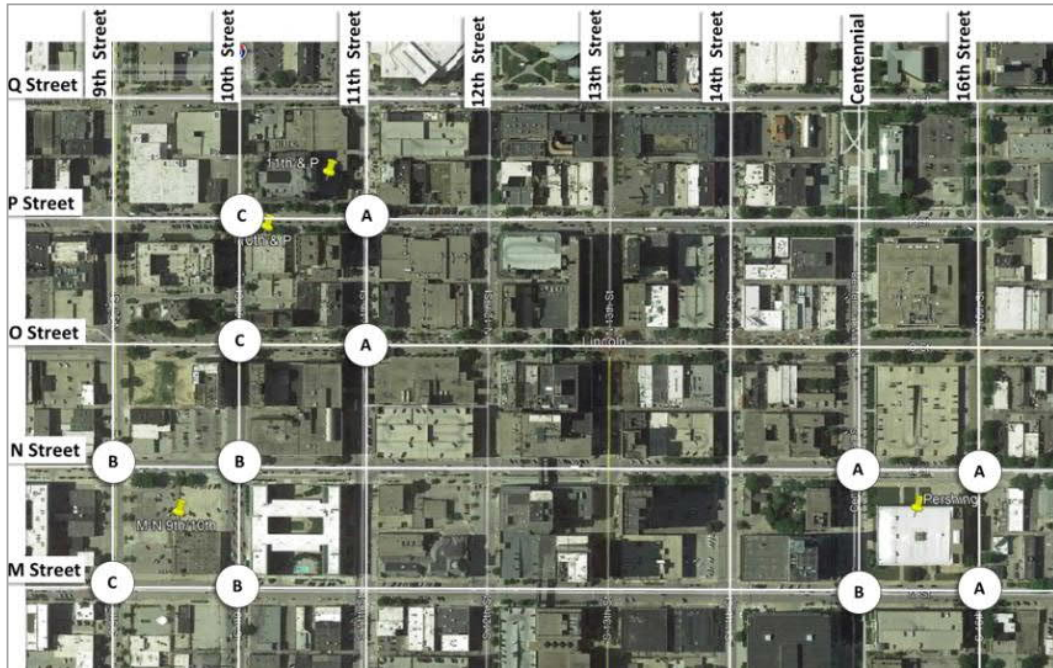 9th Street
10th Street
11th Street
12th Street
13th Street
14th Street
Centennial
16th Street
Q Street
11th & P
P Street
C
A
10th & P
O Street
C
A
Lincoln
N Street
B
B
A
A
M-N 9th/10th
Pershing
M Street
C
B
B
A